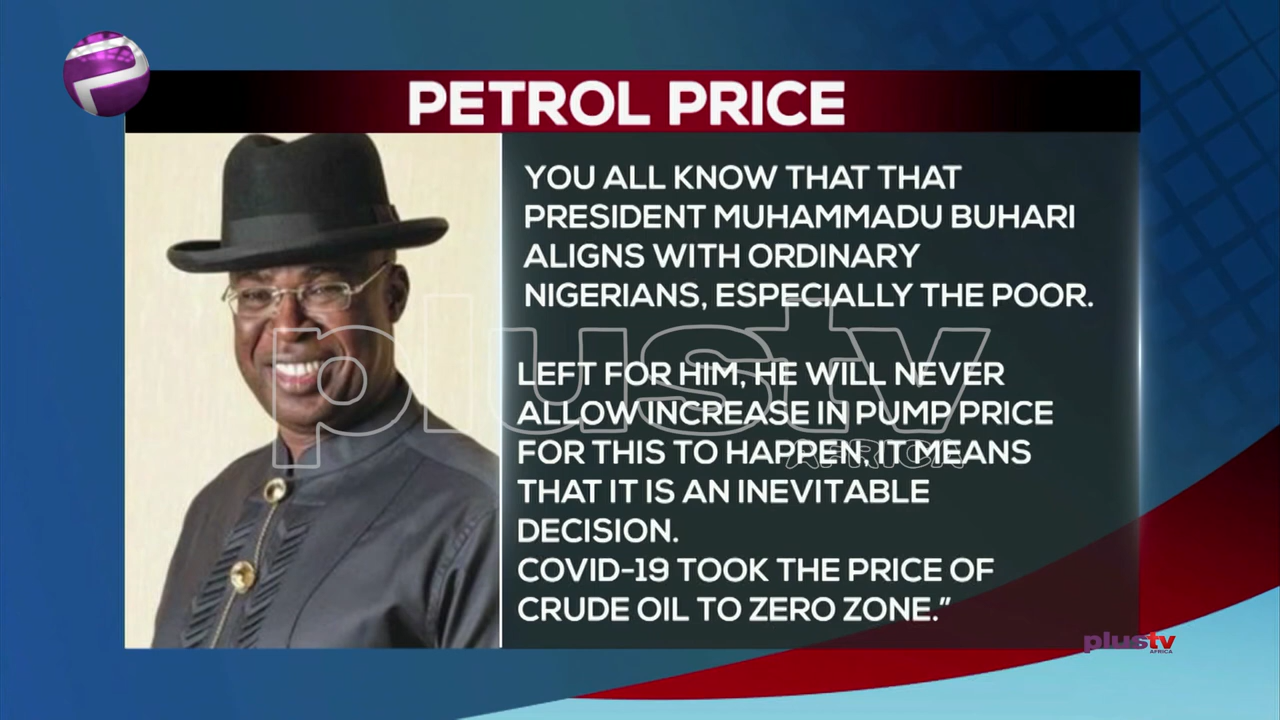 PETROL PRICE
YOU ALL KNOW THAT THAT
PRESIDENT MUHAMMADU BUHARI
ALIGNS WITH ORDINARY
NIGERIANS, ESPECIALLY THE POOR.
LEFT FOR HIM, HE WILL NEVER
ALLOW INCREASE IN PUMP PRICE
FOR THIS TO HAPPEN, IT MEANS
THAT IT IS AN INEVITABLE
DECISION.
COVID-19 TOOK THE PRICE OF
CRUDE OIL TO ZERO ZONE.”
plustv
AFRICA
plustv
AFRICA